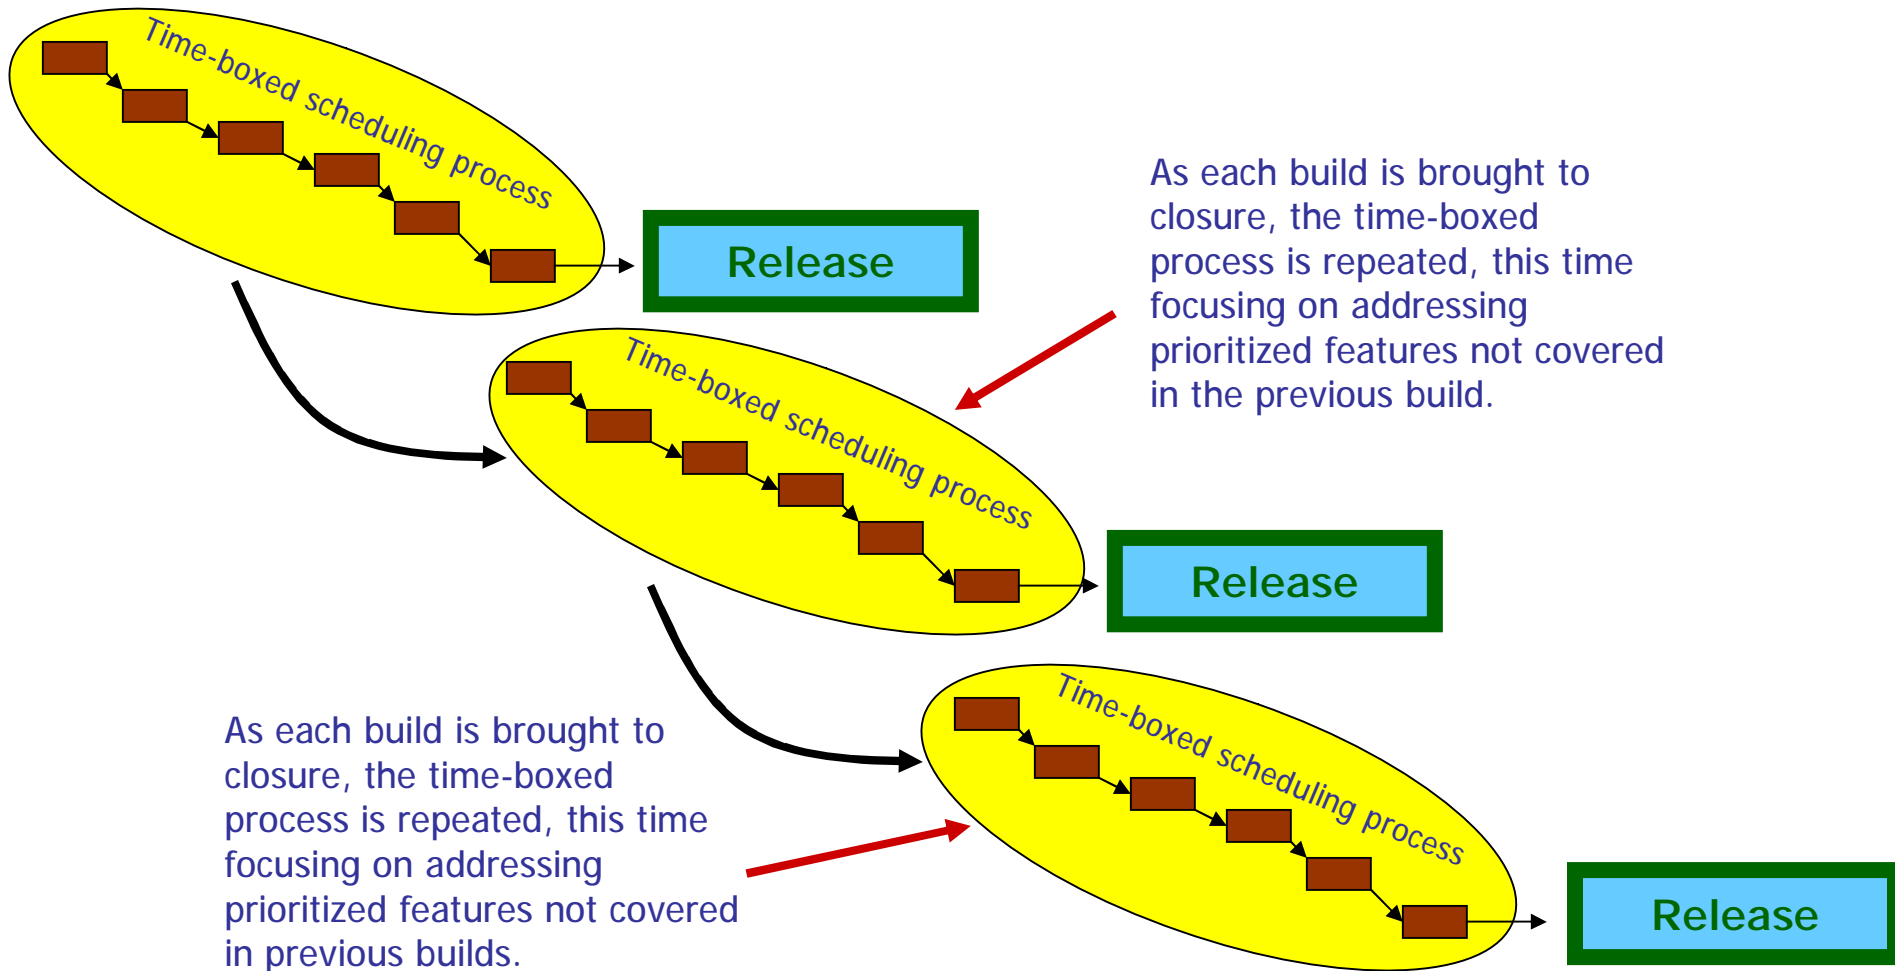 Time-boxed scheduling process
Release
As each build is brought to
closure, the time-boxed
process is repeated, this time
focusing on addressing
prioritized features not covered
in the previous build.
Time-boxed scheduling process
Release
Time-boxed scheduling process
Release
As each build is brought to
closure, the time-boxed
process is repeated, this time
focusing on addressing
prioritized features not covered
in previous builds.